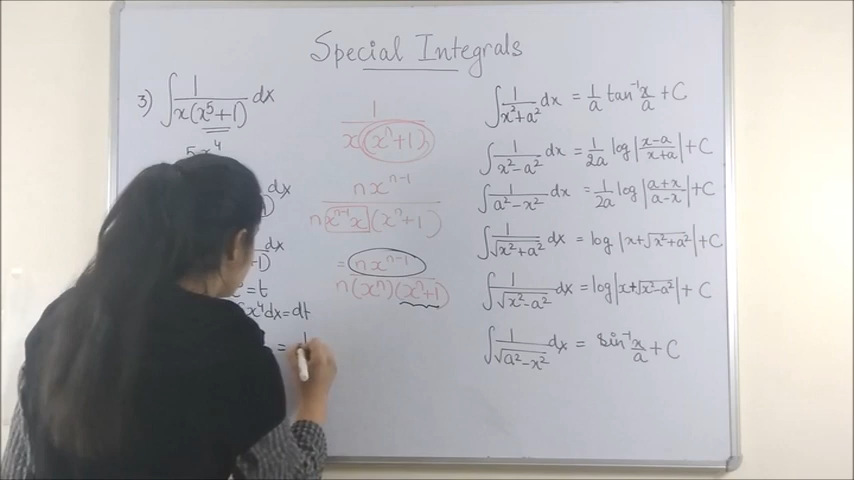 Special Integrals
3) ∫ 1/(x(x⁵+1)) dx
5x⁴
dx
dx
= t
x⁴dx = dt
= 1
1/(x(xⁿ+1))
nxⁿ⁻¹/(n xⁿ⁻¹x(xⁿ+1))
= nxⁿ⁻¹/(n(xⁿ)(xⁿ+1))
∫ 1/(x²+a²) dx = 1/a tan⁻¹ x/a + C
∫ 1/(x²-a²) dx = 1/2a log|(x-a)/(x+a)| + C
∫ 1/(a²-x²) dx = 1/2a log|(a+x)/(a-x)| + C
∫ 1/√(x²+a²) dx = log|x+√(x²+a²)| + C
∫ 1/√(x²-a²) dx = log|x+√(x²-a²)| + C
∫ 1/√(a²-x²) dx = sin⁻¹ x/a + C